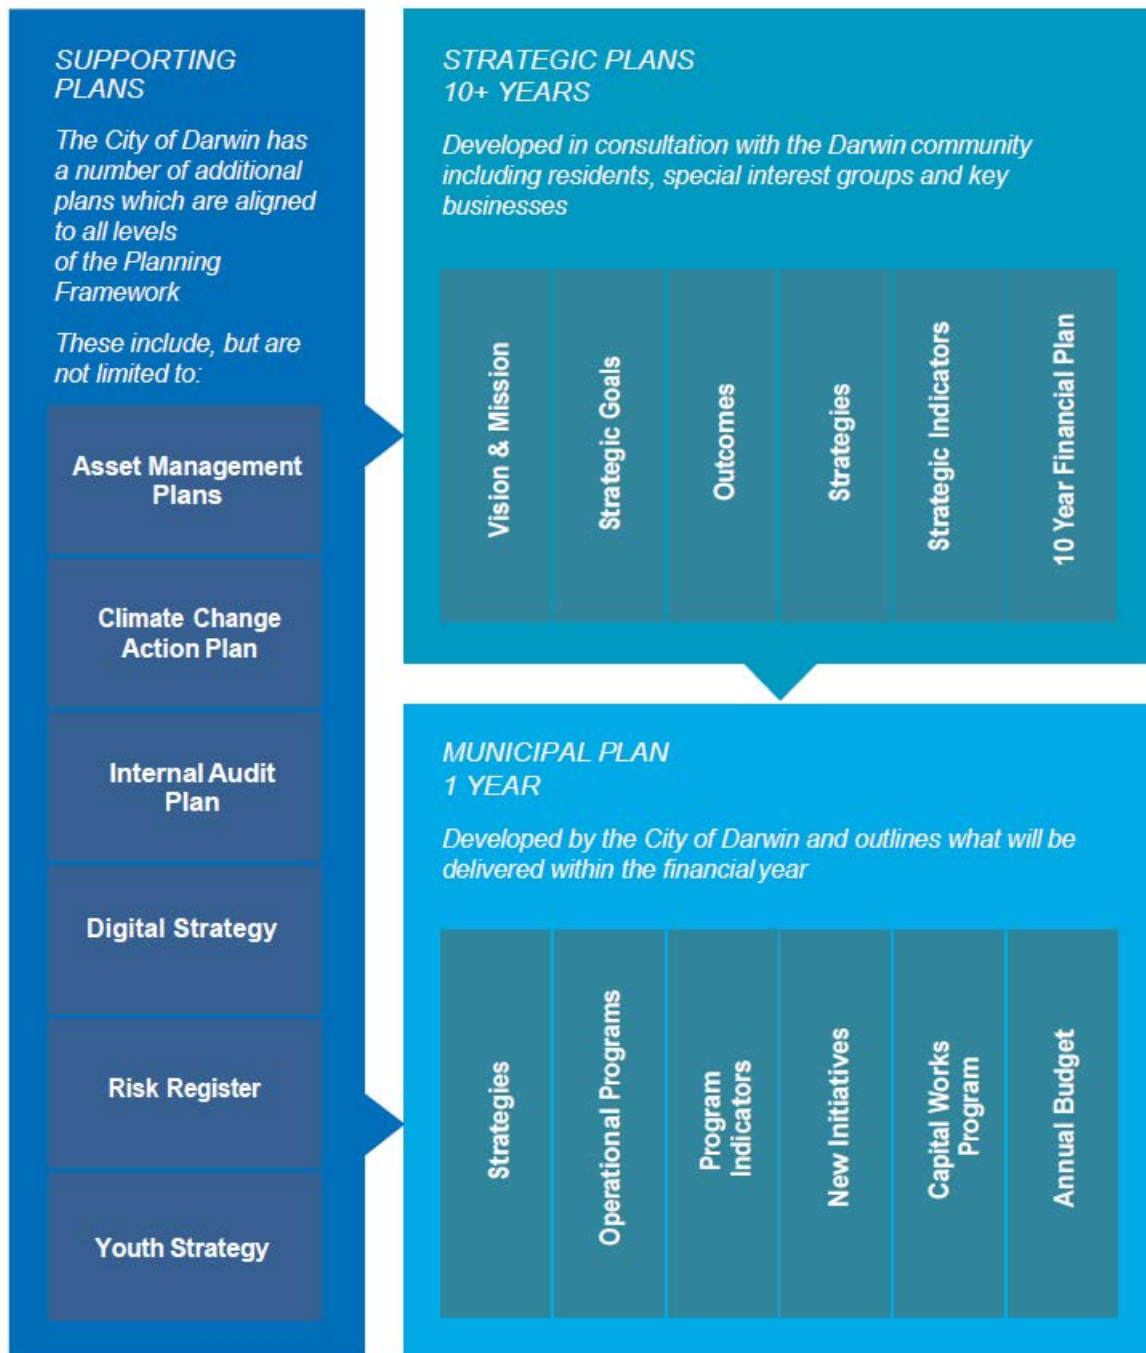 SUPPORTING
PLANS
The City of Darwin has
a number of additional
plans which are aligned
to all levels
of the Planning
Framework
These include, but are
not limited to:
Asset Management
Plans
Climate Change
Action Plan
Internal Audit
Plan
Digital Strategy
Risk Register
Youth Strategy
STRATEGIC PLANS
10+ YEARS
Developed in consultation with the Darwin community
including residents, special interest groups and key
businesses
Vision & Mission
Strategic Goals
Outcomes
Strategies
Strategic Indicators
10 Year Financial Plan
MUNICIPAL PLAN
1 YEAR
Developed by the City of Darwin and outlines what will be
delivered within the financial year
Strategies
Operational Programs
Program
Indicators
New Initiatives
Capital Works
Program
Annual Budget